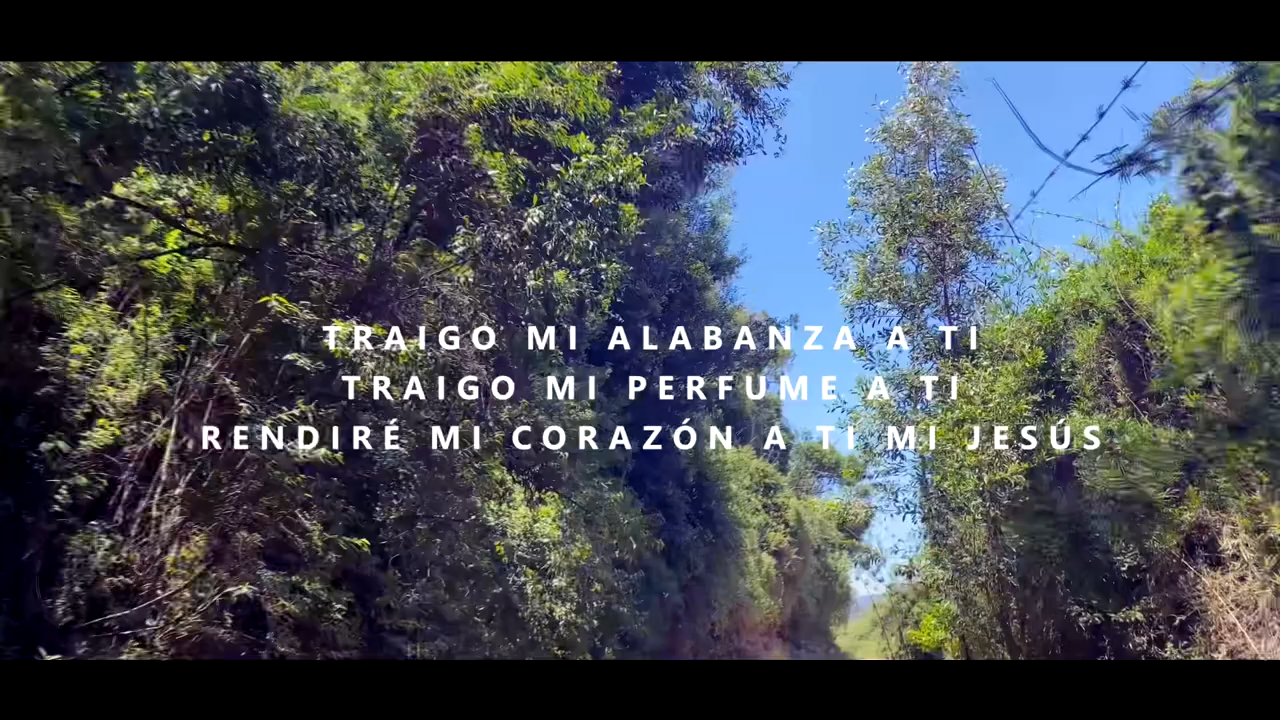 TRAIGO MI ALABANZA A TI
TRAIGO MI PERFUME A TI
RENDIRÉ MI CORAZÓN A TI MI JESÚS